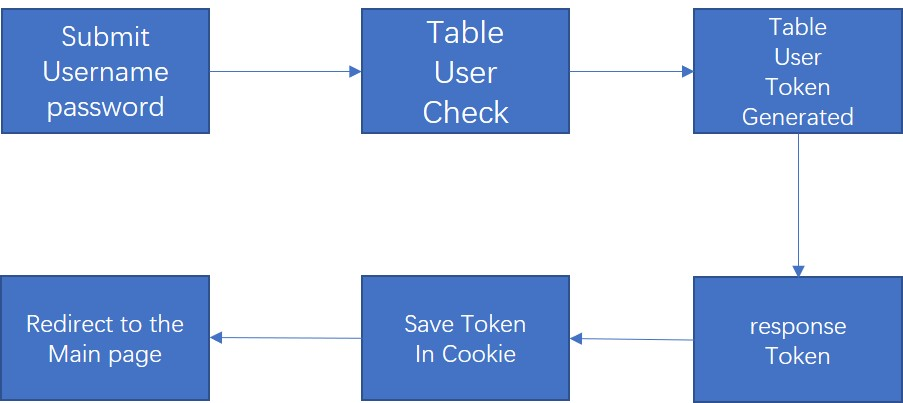 Submit
Username
password
Table
User
Check
Table
User
Token
Generated
Redirect to the
Main page
Save Token
In Cookie
response
Token